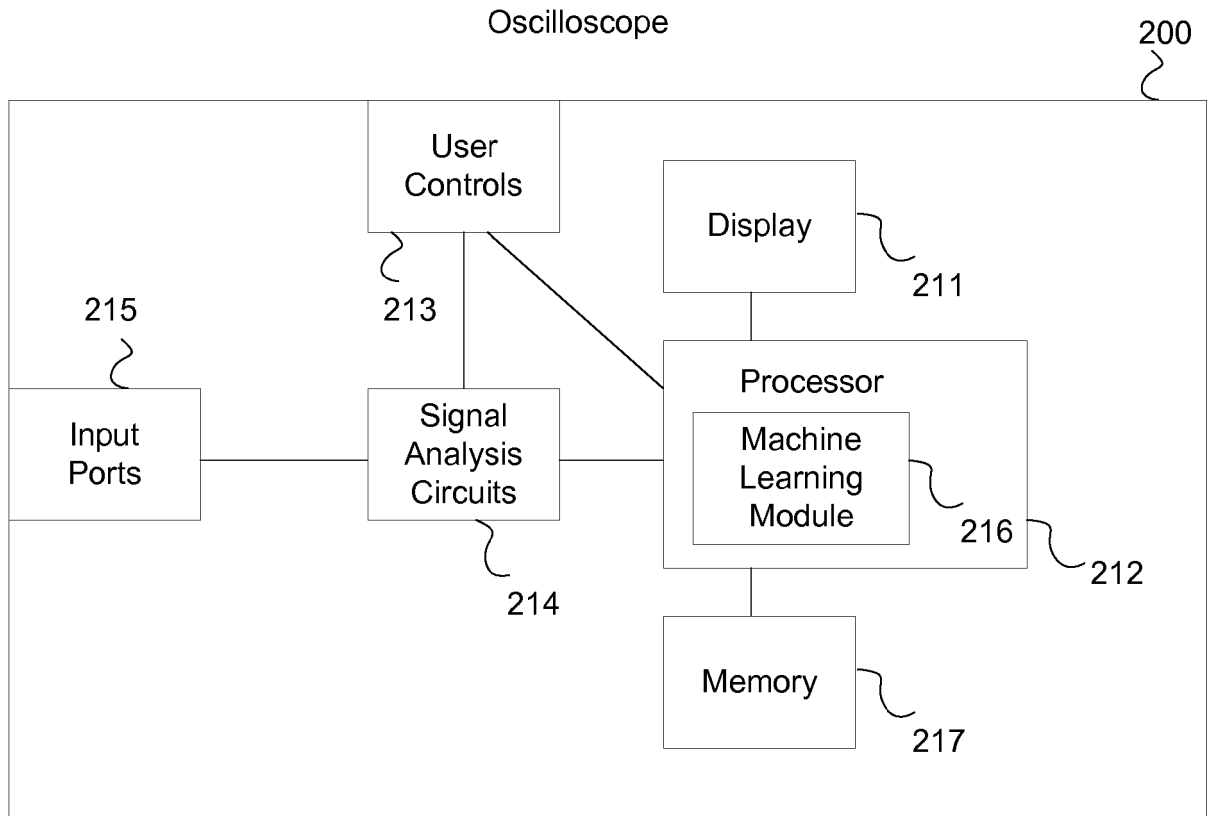 Oscilloscope
200
User
Controls
213
Display
211
215
Input
Ports
Signal
Analysis
Circuits
214
Processor
Machine
Learning
Module
216
212
Memory
217